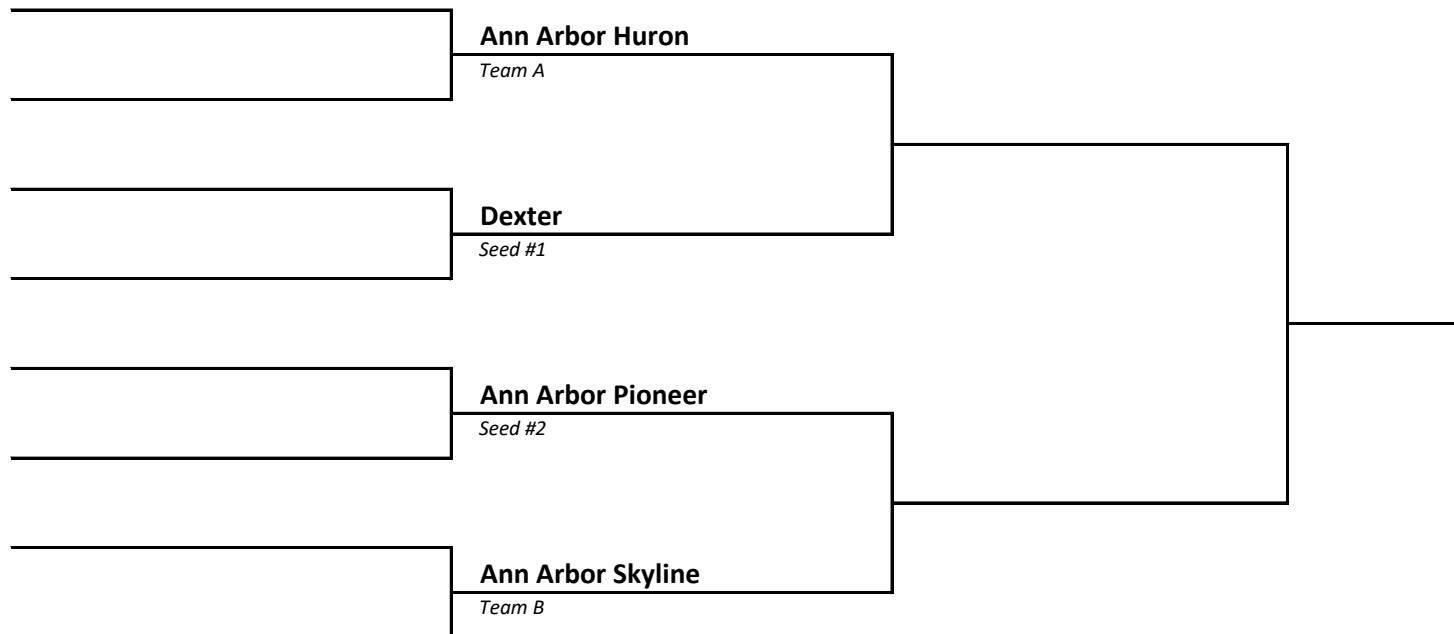 Ann Arbor Huron
Team A
Dexter
Seed #1
Ann Arbor Pioneer
Seed #2
Ann Arbor Skyline
Team B